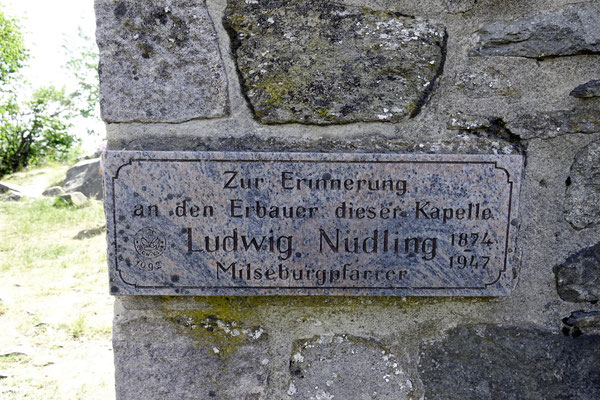 Zur Erinnerung
an den Erbauer dieser Kapelle
Ludwig Nüdling 1874
Milseburgpfarrer 1947